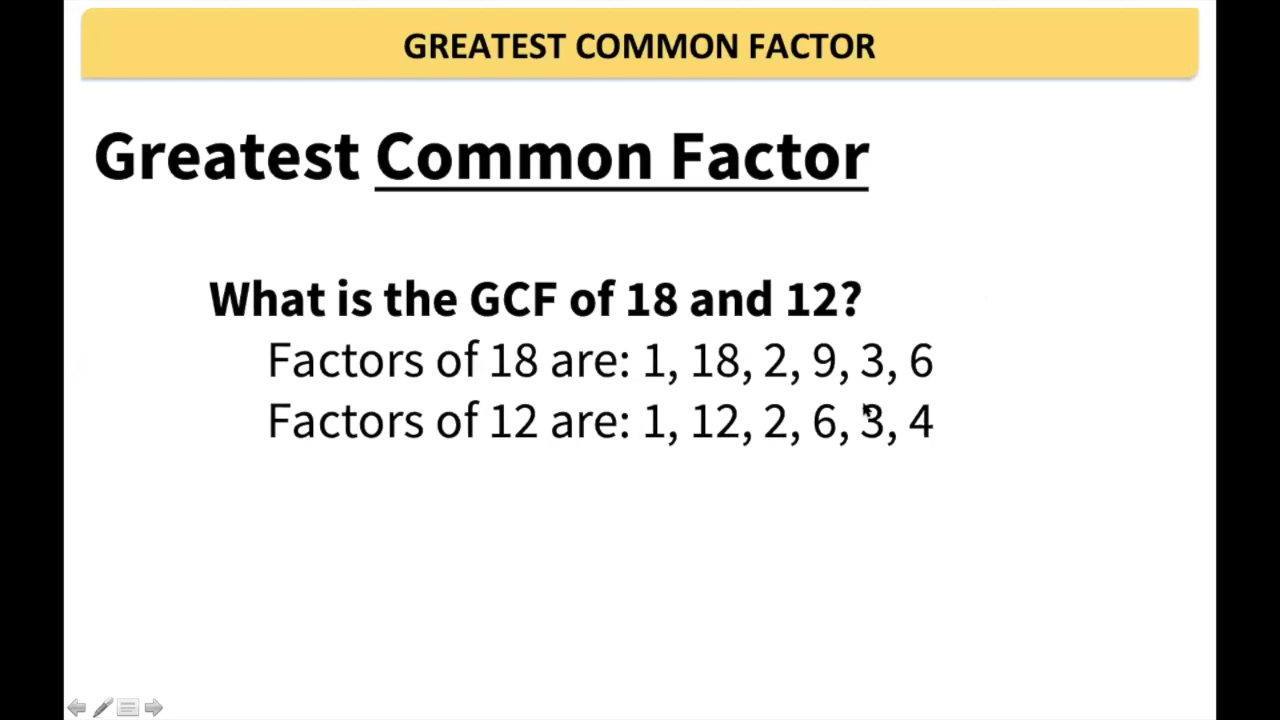 GREATEST COMMON FACTOR
Greatest Common Factor
What is the GCF of 18 and 12?
Factors of 18 are: 1, 18, 2, 9, 3, 6
Factors of 12 are: 1, 12, 2, 6, 3, 4